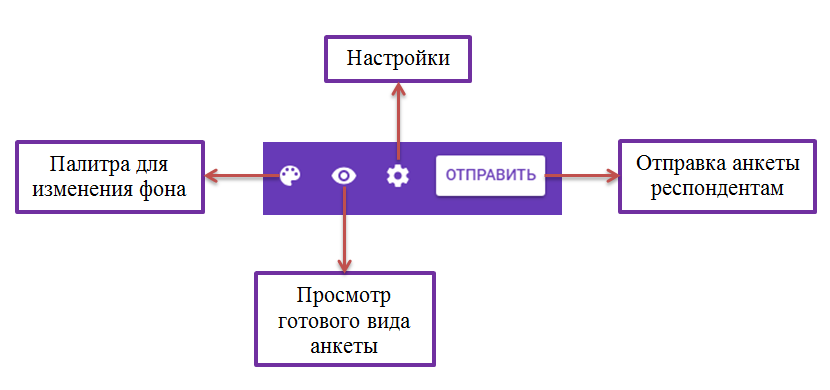 Настройки
Палитра для
изменения фона
ОТПРАВИТЬ
Отправка анкеты
респондентам
Просмотр
готового вида
анкеты